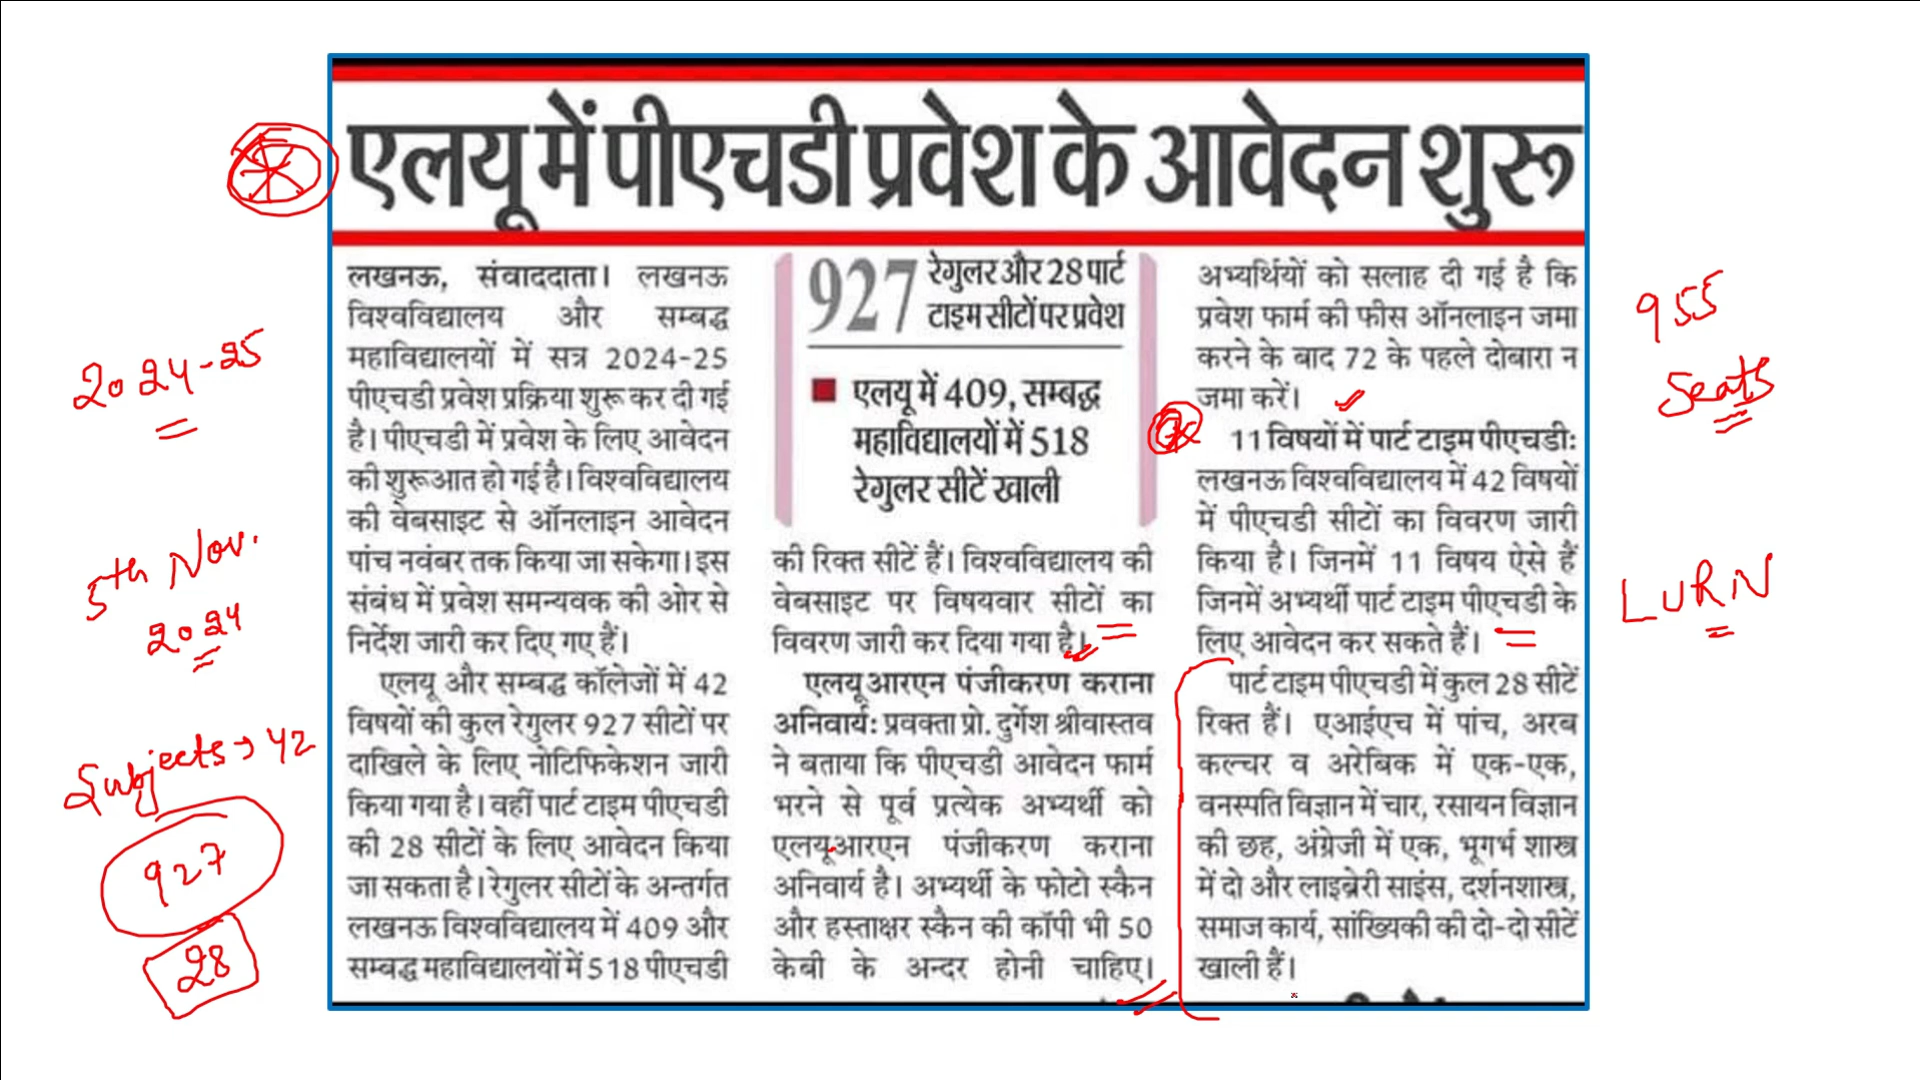 एलयू में पीएचडी प्रवेश के आवेदन शुरू
लखनऊ, संवाददाता। लखनऊ
विश्वविद्यालय और सम्बद्ध
महाविद्यालयों में सत्र 2024-25
पीएचडी प्रवेश प्रक्रिया शुरू कर दी गई
है। पीएचडी में प्रवेश के लिए आवेदन
की शुरूआत हो गई है। विश्वविद्यालय
की वेबसाइट से ऑनलाइन आवेदन
पांच नवंबर तक किया जा सकेगा। इस
संबंध में प्रवेश समन्यवक की ओर से
निर्देश जारी कर दिए गए हैं।
एलयू और सम्बद्ध कॉलेजों में 42
विषयों की कुल रेगुलर 927 सीटों पर
दाखिले के लिए नोटिफिकेशन जारी
किया गया है। वहीं पार्ट टाइम पीएचडी
की 28 सीटों के लिए आवेदन किया
जा सकता है। रेगुलर सीटों के अन्तर्गत
लखनऊ विश्वविद्यालय में 409 और
सम्बद्ध महाविद्यालयों में 518 पीएचडी
927 रेगुलर और 28 पार्ट
टाइम सीटों पर प्रवेश
एलयू में 409, सम्बद्ध
महाविद्यालयों में 518
रेगुलर सीटें खाली
की रिक्त सीटें हैं। विश्वविद्यालय की
वेबसाइट पर विषयवार सीटों का
विवरण जारी कर दिया गया है।
एलयूआरएन पंजीकरण कराना
अनिवार्य: प्रवक्ता प्रो. दुर्गेश श्रीवास्तव
ने बताया कि पीएचडी आवेदन फार्म
भरने से पूर्व प्रत्येक अभ्यर्थी को
एलयूआरएन पंजीकरण कराना
अनिवार्य है। अभ्यर्थी के फोटो स्कैन
और हस्ताक्षर स्कैन की कॉपी भी 50
केबी के अन्दर होनी चाहिए।
अभ्यर्थियों को सलाह दी गई है कि
प्रवेश फार्म की फीस ऑनलाइन जमा
करने के बाद 72 के पहले दोबारा न
जमा करें।
11 विषयों में पार्ट टाइम पीएचडी:
लखनऊ विश्वविद्यालय में 42 विषयों
में पीएचडी सीटों का विवरण जारी
किया है। जिनमें 11 विषय ऐसे हैं
जिनमें अभ्यर्थी पार्ट टाइम पीएचडी के
लिए आवेदन कर सकते हैं।
पार्ट टाइम पीएचडी में कुल 28 सीटें
रिक्त हैं। एआईएच में पांच, अरब
कल्चर व अरेबिक में एक-एक,
वनस्पति विज्ञान में चार, रसायन विज्ञान
की छह, अंग्रेजी में एक, भूगर्भ शास्त्र
में दो और लाइब्रेरी साइंस, दर्शनशास्त्र,
समाज कार्य, सांख्यिकी की दो-दो सीटें
खाली हैं।
2024-25
5th Nov.
2024
Subjects → 42
927
28
955
Seats
LURN